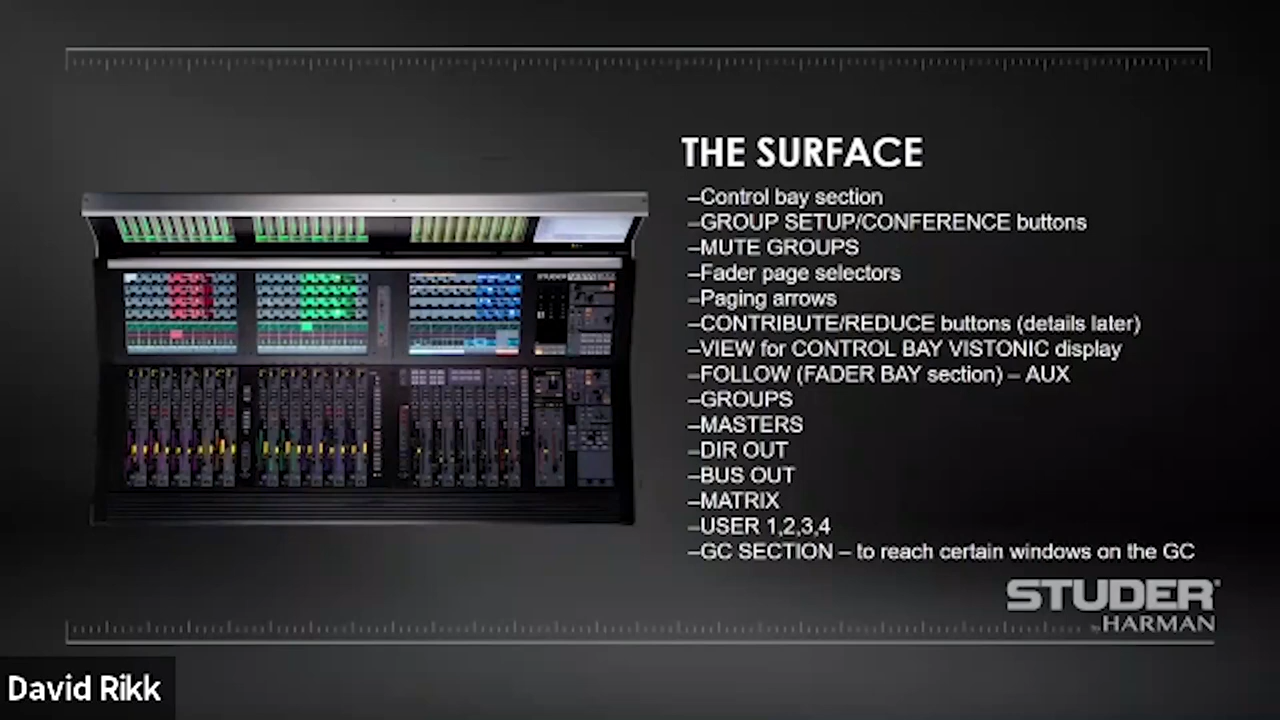 THE SURFACE
–Control bay section
–GROUP SETUP/CONFERENCE buttons
–MUTE GROUPS
–Fader page selectors
–Paging arrows
–CONTRIBUTE/REDUCE buttons (details later)
–VIEW for CONTROL BAY VISTONIC display
–FOLLOW (FADER BAY section) – AUX
–GROUPS
–MASTERS
–DIR OUT
–BUS OUT
–MATRIX
–USER 1,2,3,4
–GC SECTION – to reach certain windows on the GC
STUDER
by HARMAN
David Rikk